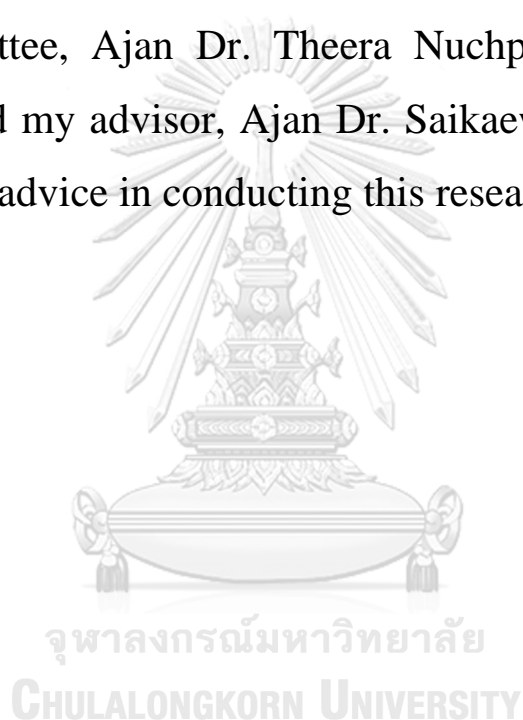 ttee, Ajan Dr. Theera Nuchp
d my advisor, Ajan Dr. Saikaew
advice in conducting this resea
จุฬาลงกรณ์มหาวิทยาลัย
CHULALONGKORN UNIVERSITY